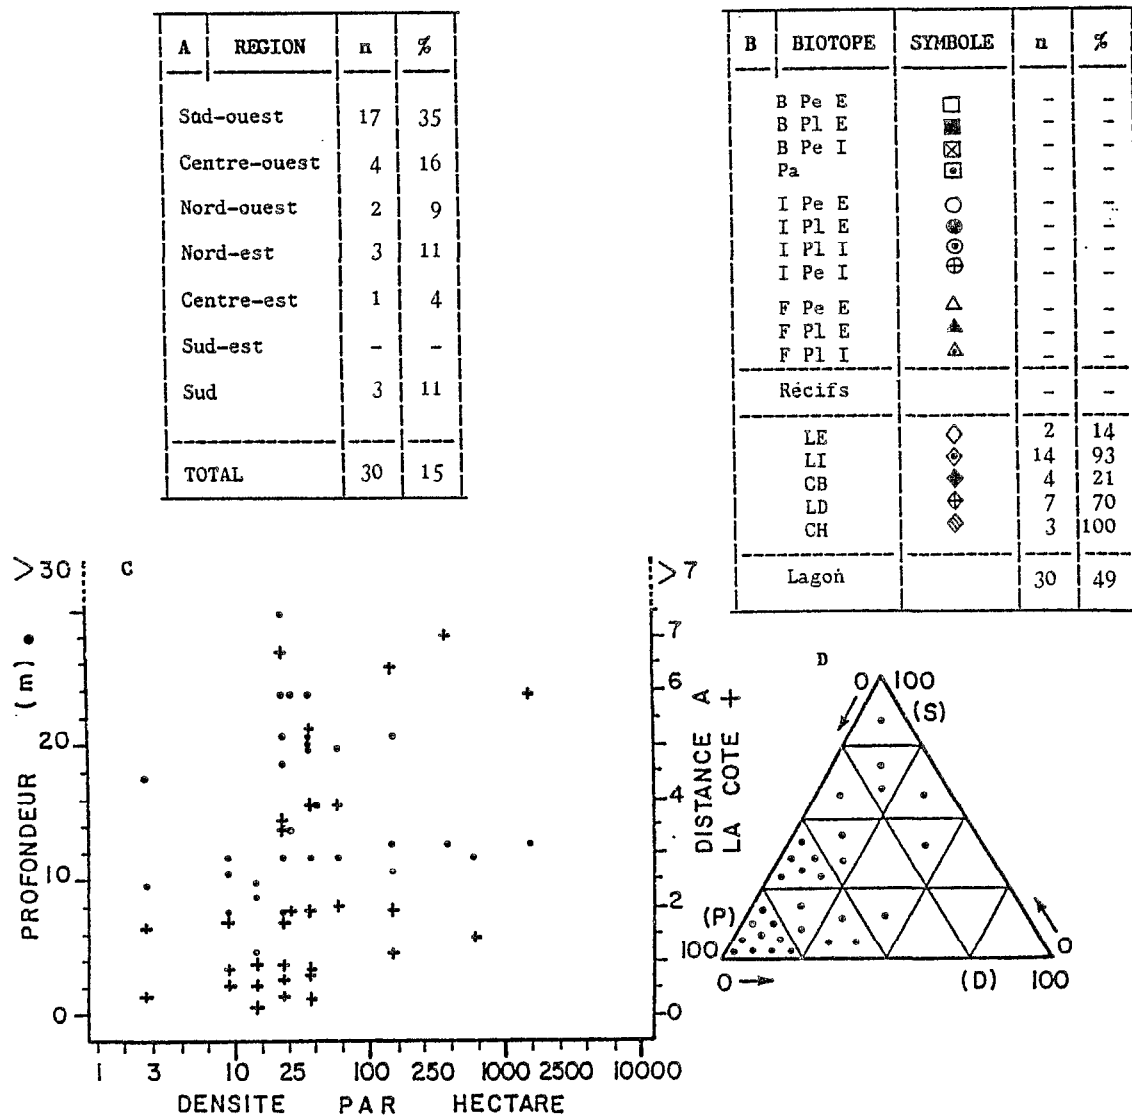 A REGION n %
Sud-ouest 17 35
Centre-ouest 4 16
Nord-ouest 2 9
Nord-est 3 11
Centre-est 1 4
Sud-est - -
Sud 3 11
TOTAL 30 15
B BIOTOPE SYMBOLE n %
B Pe E - -
B Pl E - -
B Pe I - -
Pa - -
I Pe E - -
I Pl E - -
I Pl I - -
I Pe I - -
F Pe E - -
F Pl E - -
F Pl I - -
Récifs - -
LE 2 14
LI 14 93
CB 4 21
LD 7 70
CH 3 100
Lagon 30 49
C
>30
20
10
0
PROFONDEUR (m)
>7
7
6
4
2
0
DISTANCE A
LA COTE +
1 3 10 25 100 250 1000 2500 10000
DENSITE PAR HECTARE
D
0 100
(S)
(P)
100
0
0
(D) 100